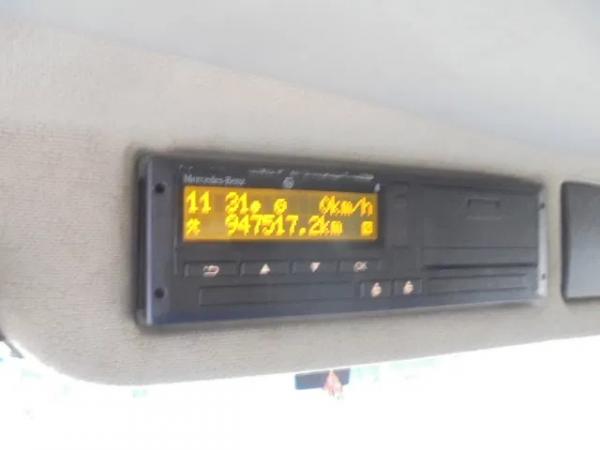 Mercedes-Benz
11 31 0km/h
947517.2km
OK